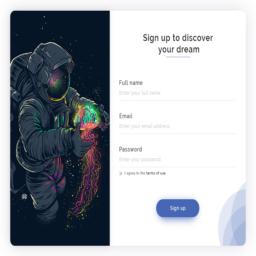 Sign up to discover
your dream
Full name
Enter your full name
Email
Enter your email address
Password
Enter your password
I agree to the terms of use
Sign up